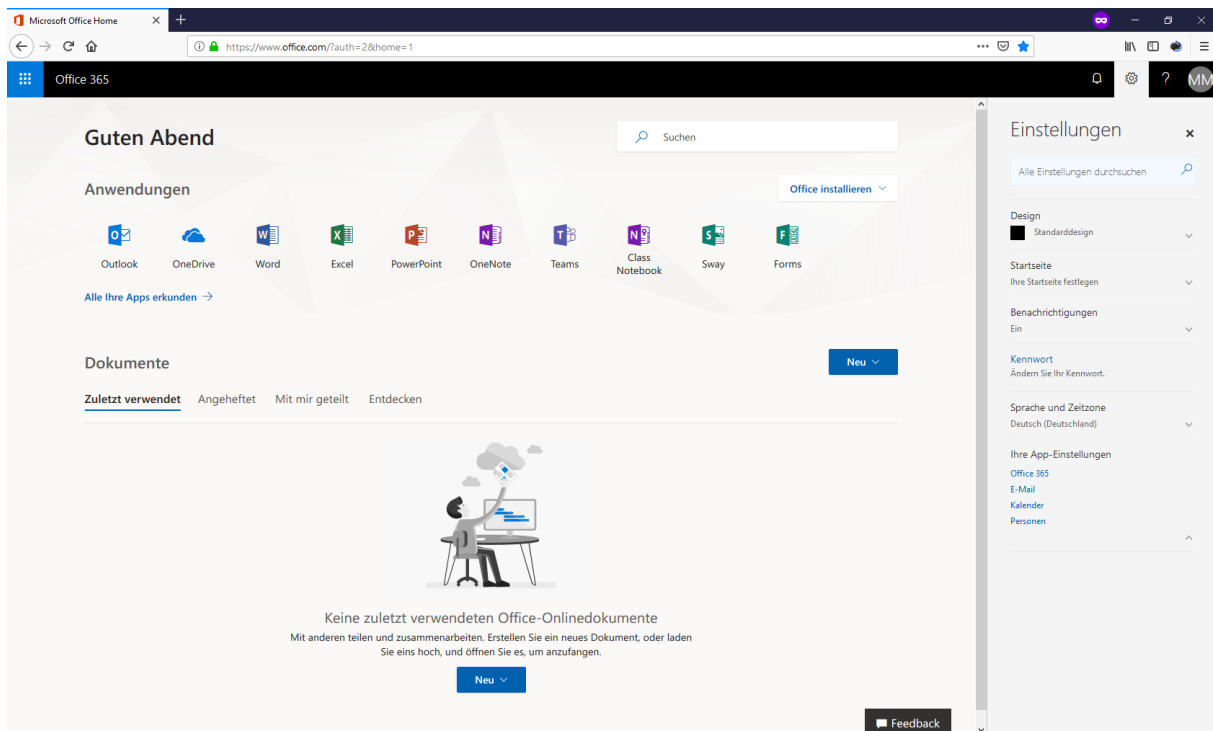 Microsoft Office Home
https://www.office.com/?auth=2&home=1
Office 365
? MM
Guten Abend
Suchen
Anwendungen
Office installieren
Outlook OneDrive Word Excel PowerPoint OneNote Teams Class Notebook Sway Forms
Alle Ihre Apps erkunden
Dokumente
Neu
Zuletzt verwendet Angeheftet Mit mir geteilt Entdecken
Keine zuletzt verwendeten Office-Onlinedokumente
Mit anderen teilen und zusammenarbeiten. Erstellen Sie ein neues Dokument, oder laden
Sie eins hoch, und öffnen Sie es, um anzufangen.
Neu
Feedback
Einstellungen
Alle Einstellungen durchsuchen
Design
Standarddesign
Startseite
Ihre Startseite festlegen
Benachrichtigungen
Ein
Kennwort
Ändern Sie Ihr Kennwort.
Sprache und Zeitzone
Deutsch (Deutschland)
Ihre App-Einstellungen
Office 365
E-Mail
Kalender
Personen